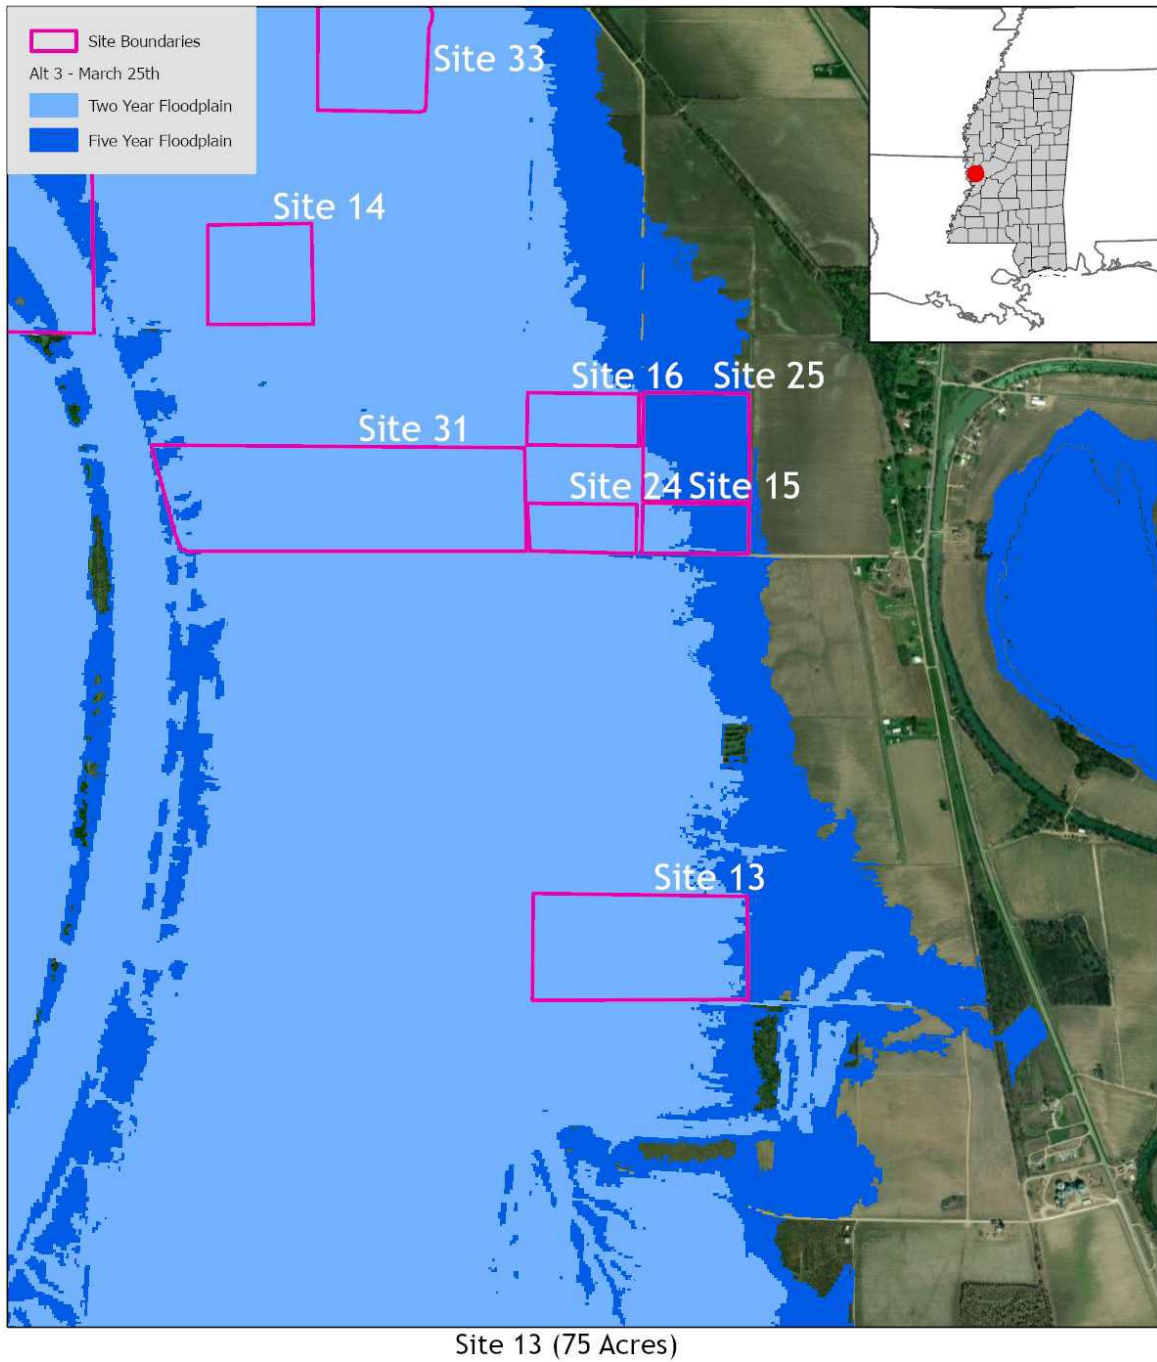 Site Boundaries
Alt 3 - March 25th
Two Year Floodplain
Five Year Floodplain
Site 33
Site 14
Site 16
Site 25
Site 31
Site 24
Site 15
Site 13
Site 13 (75 Acres)